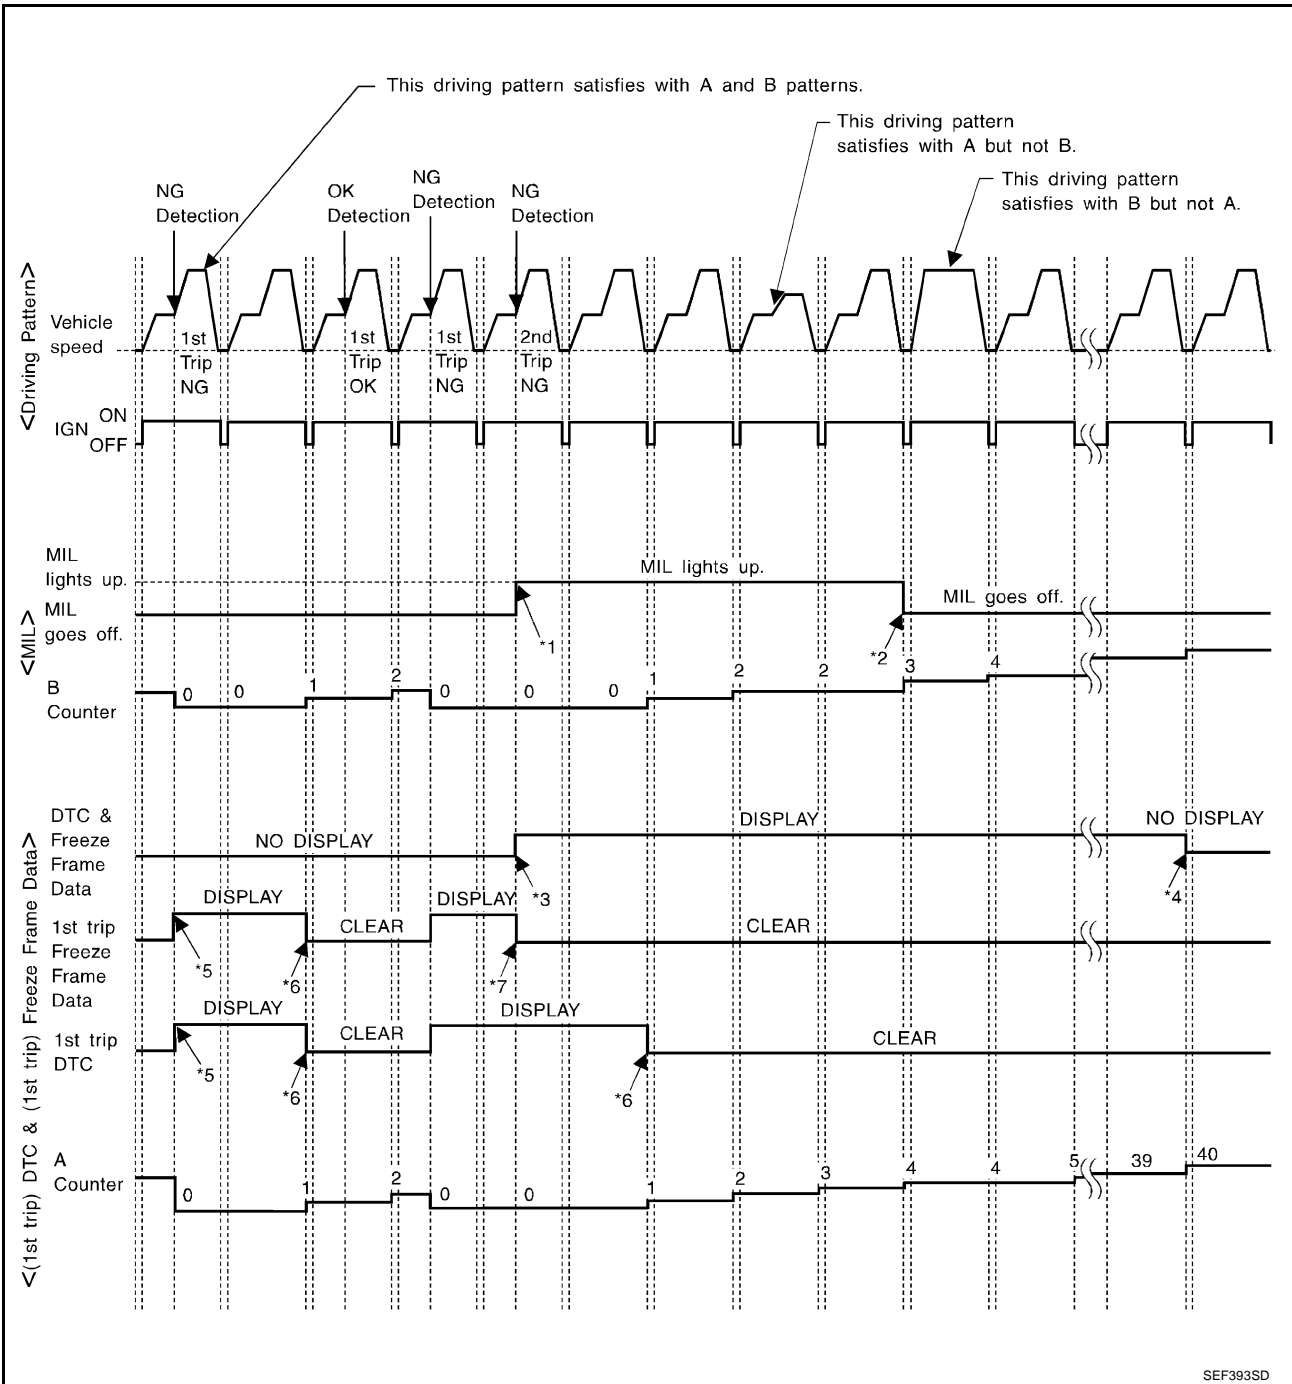 This driving pattern satisfies with A and B patterns.
This driving pattern
satisfies with A but not B.
This driving pattern
satisfies with B but not A.
NG
Detection
OK
Detection
NG
Detection
NG
Detection
<Driving Pattern>
Vehicle
speed
1st
Trip
NG
1st
Trip
OK
1st
Trip
NG
2nd
Trip
NG
IGN
ON
OFF
<MIL>
MIL
lights up.
MIL
goes off.
MIL lights up.
MIL goes off.
*1
*2
B
Counter
0 0 1 2 0 0 0 1 2 2 3 4
<(1st trip) DTC & (1st trip) Freeze Frame Data>
DTC &
Freeze
Frame
Data
NO DISPLAY
DISPLAY
NO DISPLAY
*3
*4
1st trip
Freeze
Frame
Data
DISPLAY
CLEAR
DISPLAY
CLEAR
*5
*6
*7
1st trip
DTC
DISPLAY
CLEAR
DISPLAY
CLEAR
*5
*6
*6
A
Counter
0 1 2 0 0 1 2 3 4 4 5 39 40
SEF393SD